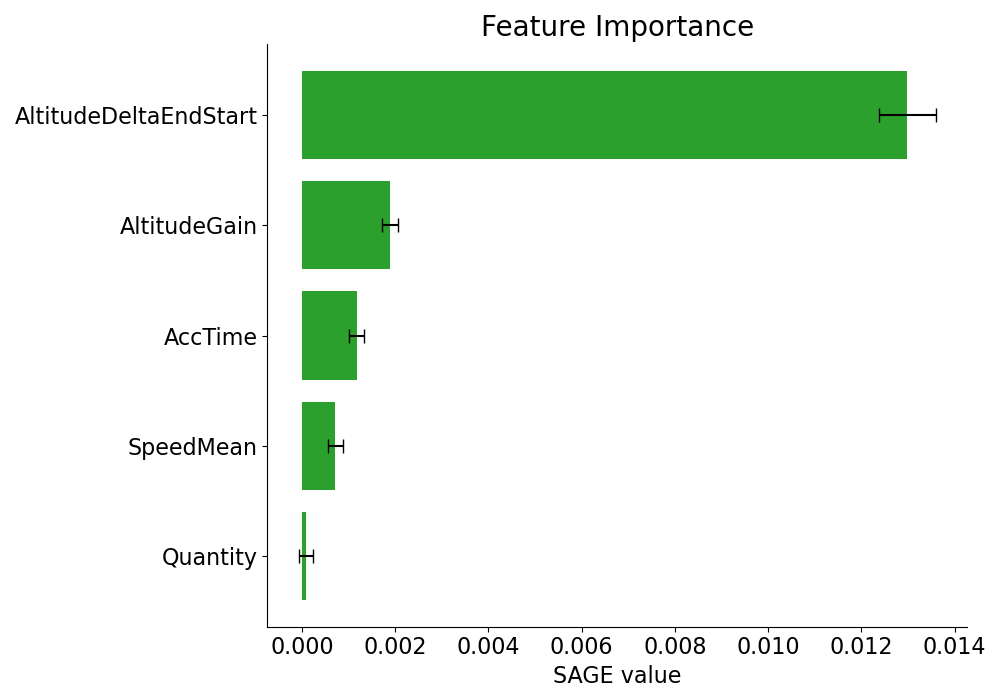 Feature Importance
AltitudeDeltaEndStart
AltitudeGain
AccTime
SpeedMean
Quantity
0.000 0.002 0.004 0.006 0.008 0.010 0.012 0.014
SAGE value